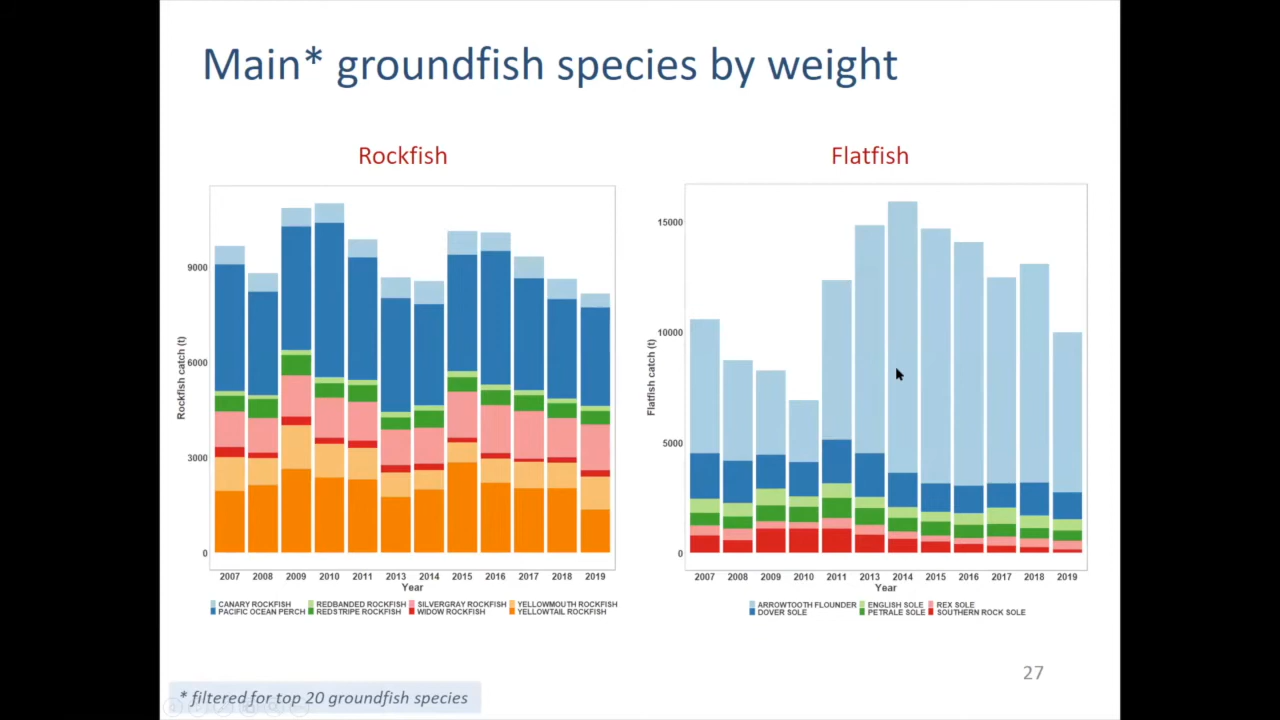 Main* groundfish species by weight
Rockfish
Flatfish
Rockfish catch (t)
9000
6000
3000
0
2007 2008 2009 2010 2011 2013 2014 2015 2016 2017 2018 2019
Year
CANARY ROCKFISH REDBANDED ROCKFISH SILVERGRAY ROCKFISH YELLOWMOUTH ROCKFISH
PACIFIC OCEAN PERCH REDSTRIPE ROCKFISH WIDOW ROCKFISH YELLOWTAIL ROCKFISH
Flatfish catch (t)
15000
10000
5000
0
2007 2008 2009 2010 2011 2013 2014 2015 2016 2017 2018 2019
Year
ARROWTOOTH FLOUNDER ENGLISH SOLE REX SOLE
DOVER SOLE PETRALE SOLE SOUTHERN ROCK SOLE
27
* filtered for top 20 groundfish species